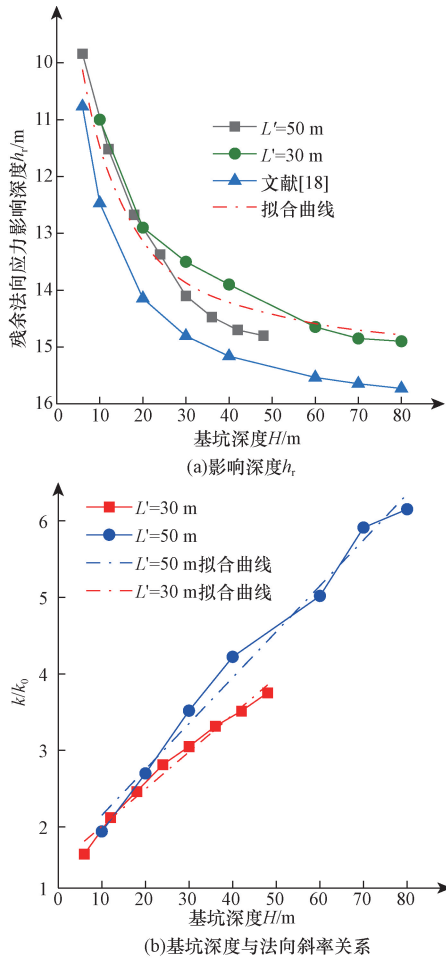 残余法向应力影响深度hr/m
10
11
12
13
14
15
16
L'=50 m
L'=30 m
文献[18]
拟合曲线
0 10 20 30 40 50 60 70 80
基坑深度H/m
(a)影响深度hr
k/k0
6
5
4
3
2
1
L'=30 m
L'=50 m
L'=50 m拟合曲线
L'=30 m拟合曲线
0 10 20 30 40 50 60 70 80
基坑深度H/m
(b)基坑深度与法向斜率关系